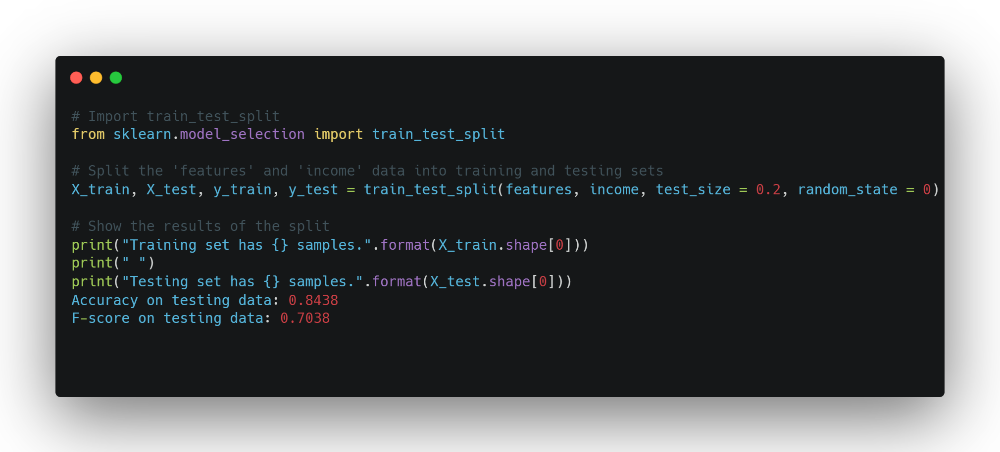 # Import train_test_split
from sklearn.model_selection import train_test_split
# Split the 'features' and 'income' data into training and testing sets
X_train, X_test, y_train, y_test = train_test_split(features, income, test_size = 0.2, random_state = 0)
# Show the results of the split
print("Training set has {} samples.".format(X_train.shape[0]))
print(" ")
print("Testing set has {} samples.".format(X_test.shape[0]))
Accuracy on testing data: 0.8438
F-score on testing data: 0.7038